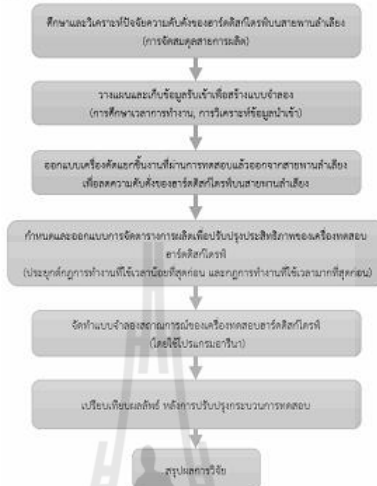 ศึกษาและวิเคราะห์ปัจจัยความคับคั่งของฮาร์ดดิสก์ไดรฟ์บนสายพานลำเลียง
(การจัดสมดุลสายการผลิต)
วางแผนและเก็บข้อมูลรับเข้าเพื่อสร้างแบบจำลอง
(การศึกษาเวลาการทำงาน, การวิเคราะห์ข้อมูลนำเข้า)
ออกแบบเครื่องคัดแยกชิ้นงานที่ผ่านการทดสอบแล้วออกจากสายพานลำเลียง
เพื่อลดความคับคั่งของฮาร์ดดิสก์ไดรฟ์บนสายพานลำเลียง
กำหนดและออกแบบการจัดตารางการผลิตเพื่อปรับปรุงประสิทธิภาพของเครื่องทดสอบ
ฮาร์ดดิสก์ไดรฟ์
(ประยุกต์กฎการทำงานที่ใช้เวลาน้อยที่สุดก่อน และกฎการทำงานที่ใช้เวลามากที่สุดก่อน)
จัดทำแบบจำลองสถานการณ์ของเครื่องทดสอบฮาร์ดดิสก์ไดรฟ์
(โดยใช้โปรแกรมอารีนา)
เปรียบเทียบผลลัพธ์ หลังการปรับปรุงกระบวนการทดสอบ
สรุปผลการวิจัย